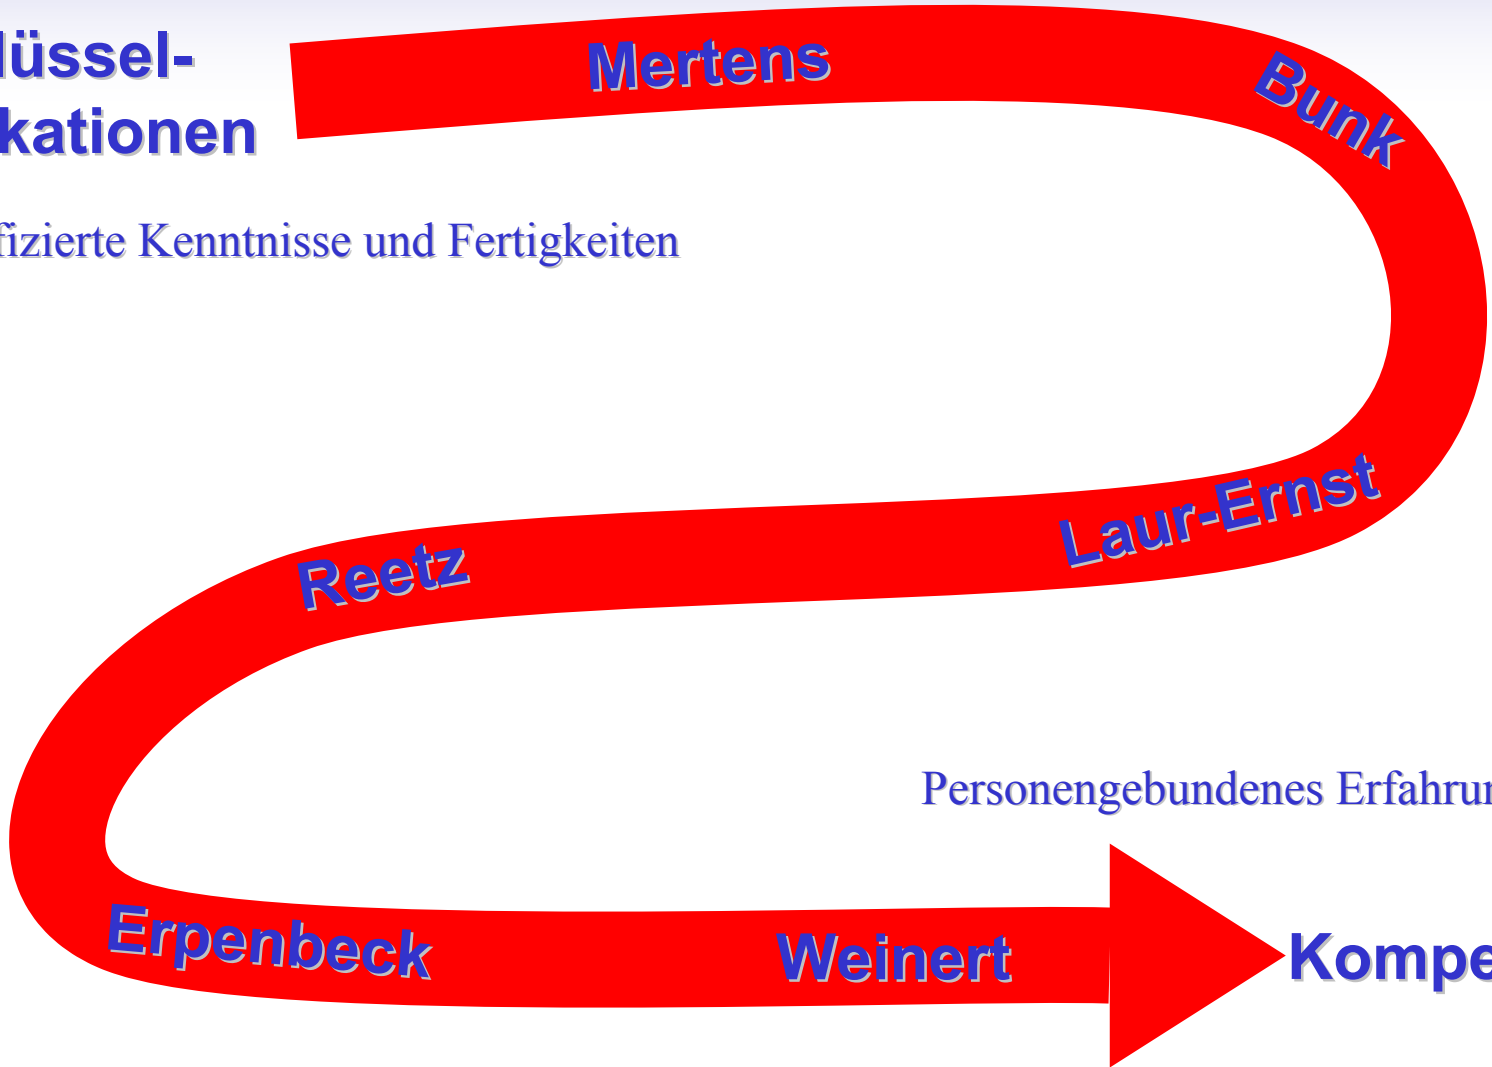 lüssel-
kationen
Mertens
Bunk
fizierte Kenntnisse und Fertigkeiten
Laur-Ernst
Reetz
Personengebundenes Erfahrun
Erpenbeck
Weinert
Kompe